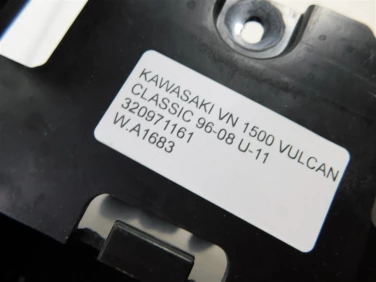 KAWASAKI VN 1500 VULCAN
CLASSIC 96-08 U-11
320971161
W.A1683